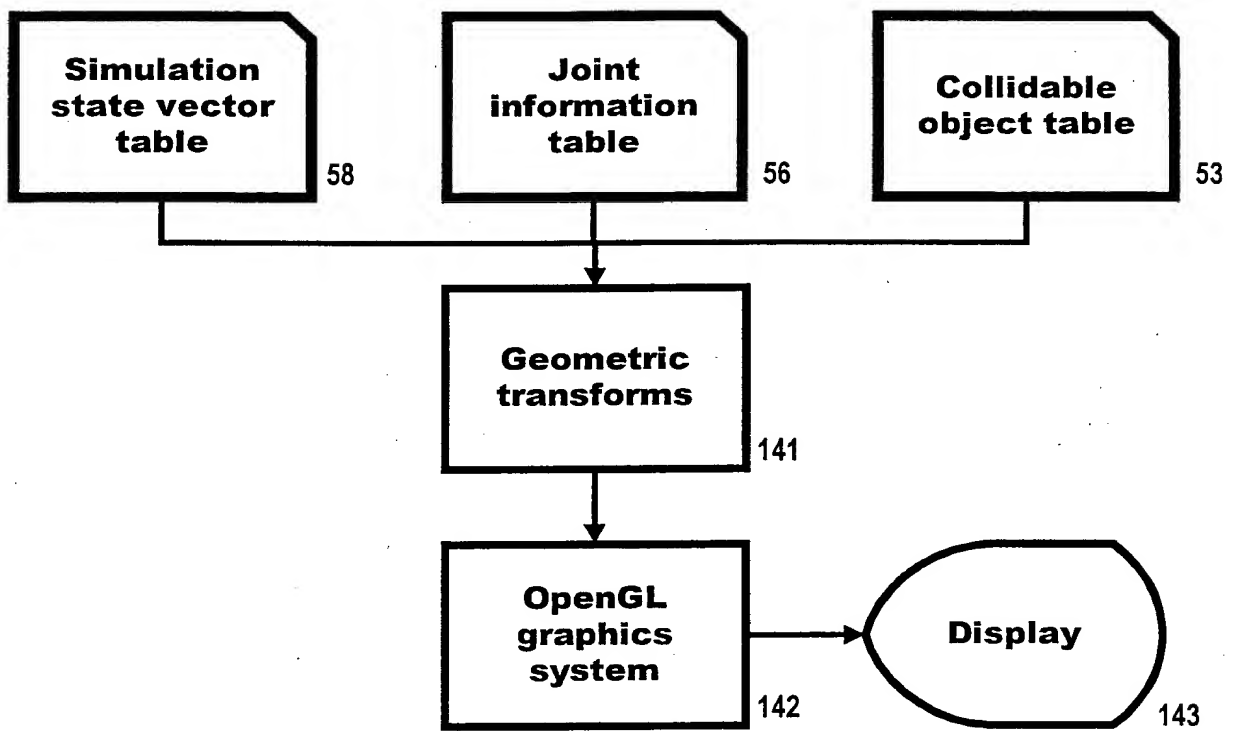 Simulation
state vector
table
58
Joint
information
table
56
Collidable
object table
53
Geometric
transforms
141
OpenGL
graphics
system
142
Display
143